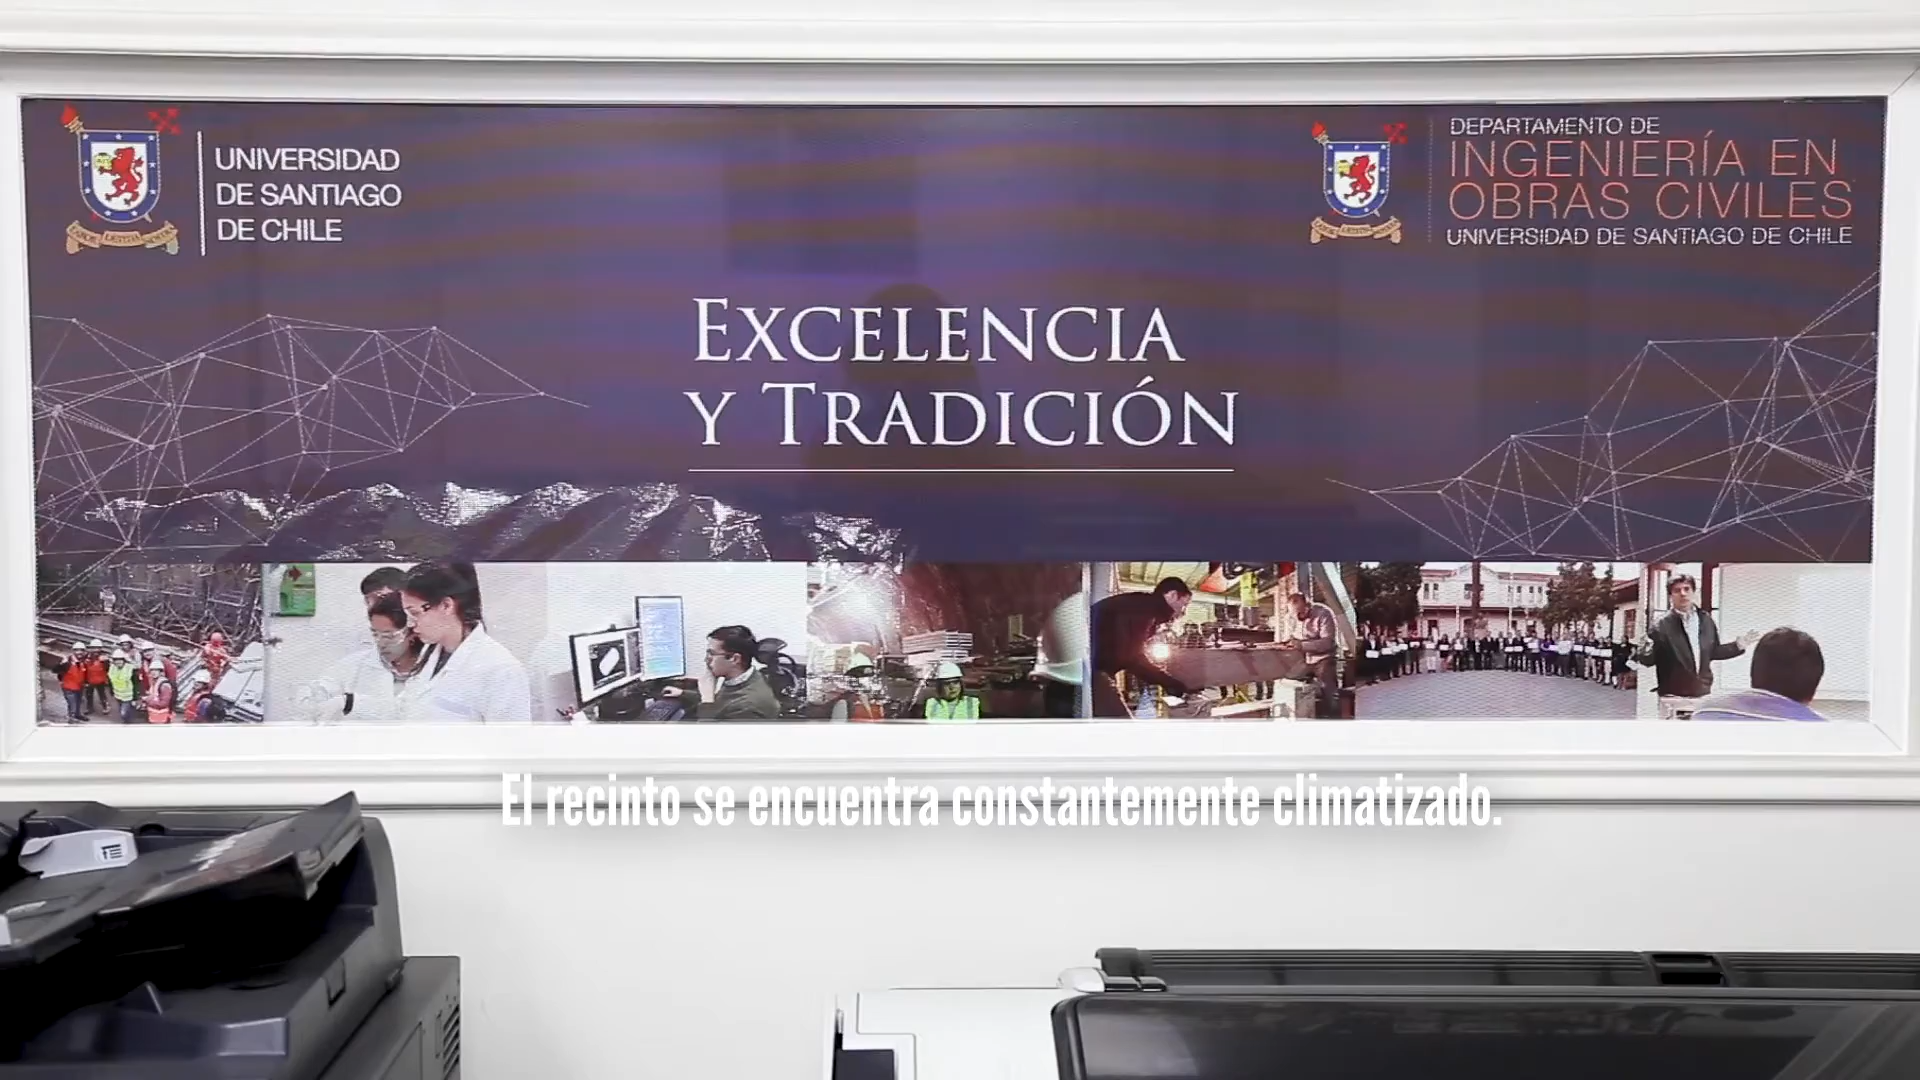 UNIVERSIDAD
DE SANTIAGO
DE CHILE
DEPARTAMENTO DE
INGENIERÍA EN
OBRAS CIVILES
UNIVERSIDAD DE SANTIAGO DE CHILE
EXCELENCIA
Y TRADICIÓN
El recinto se encuentra constantemente climatizado.